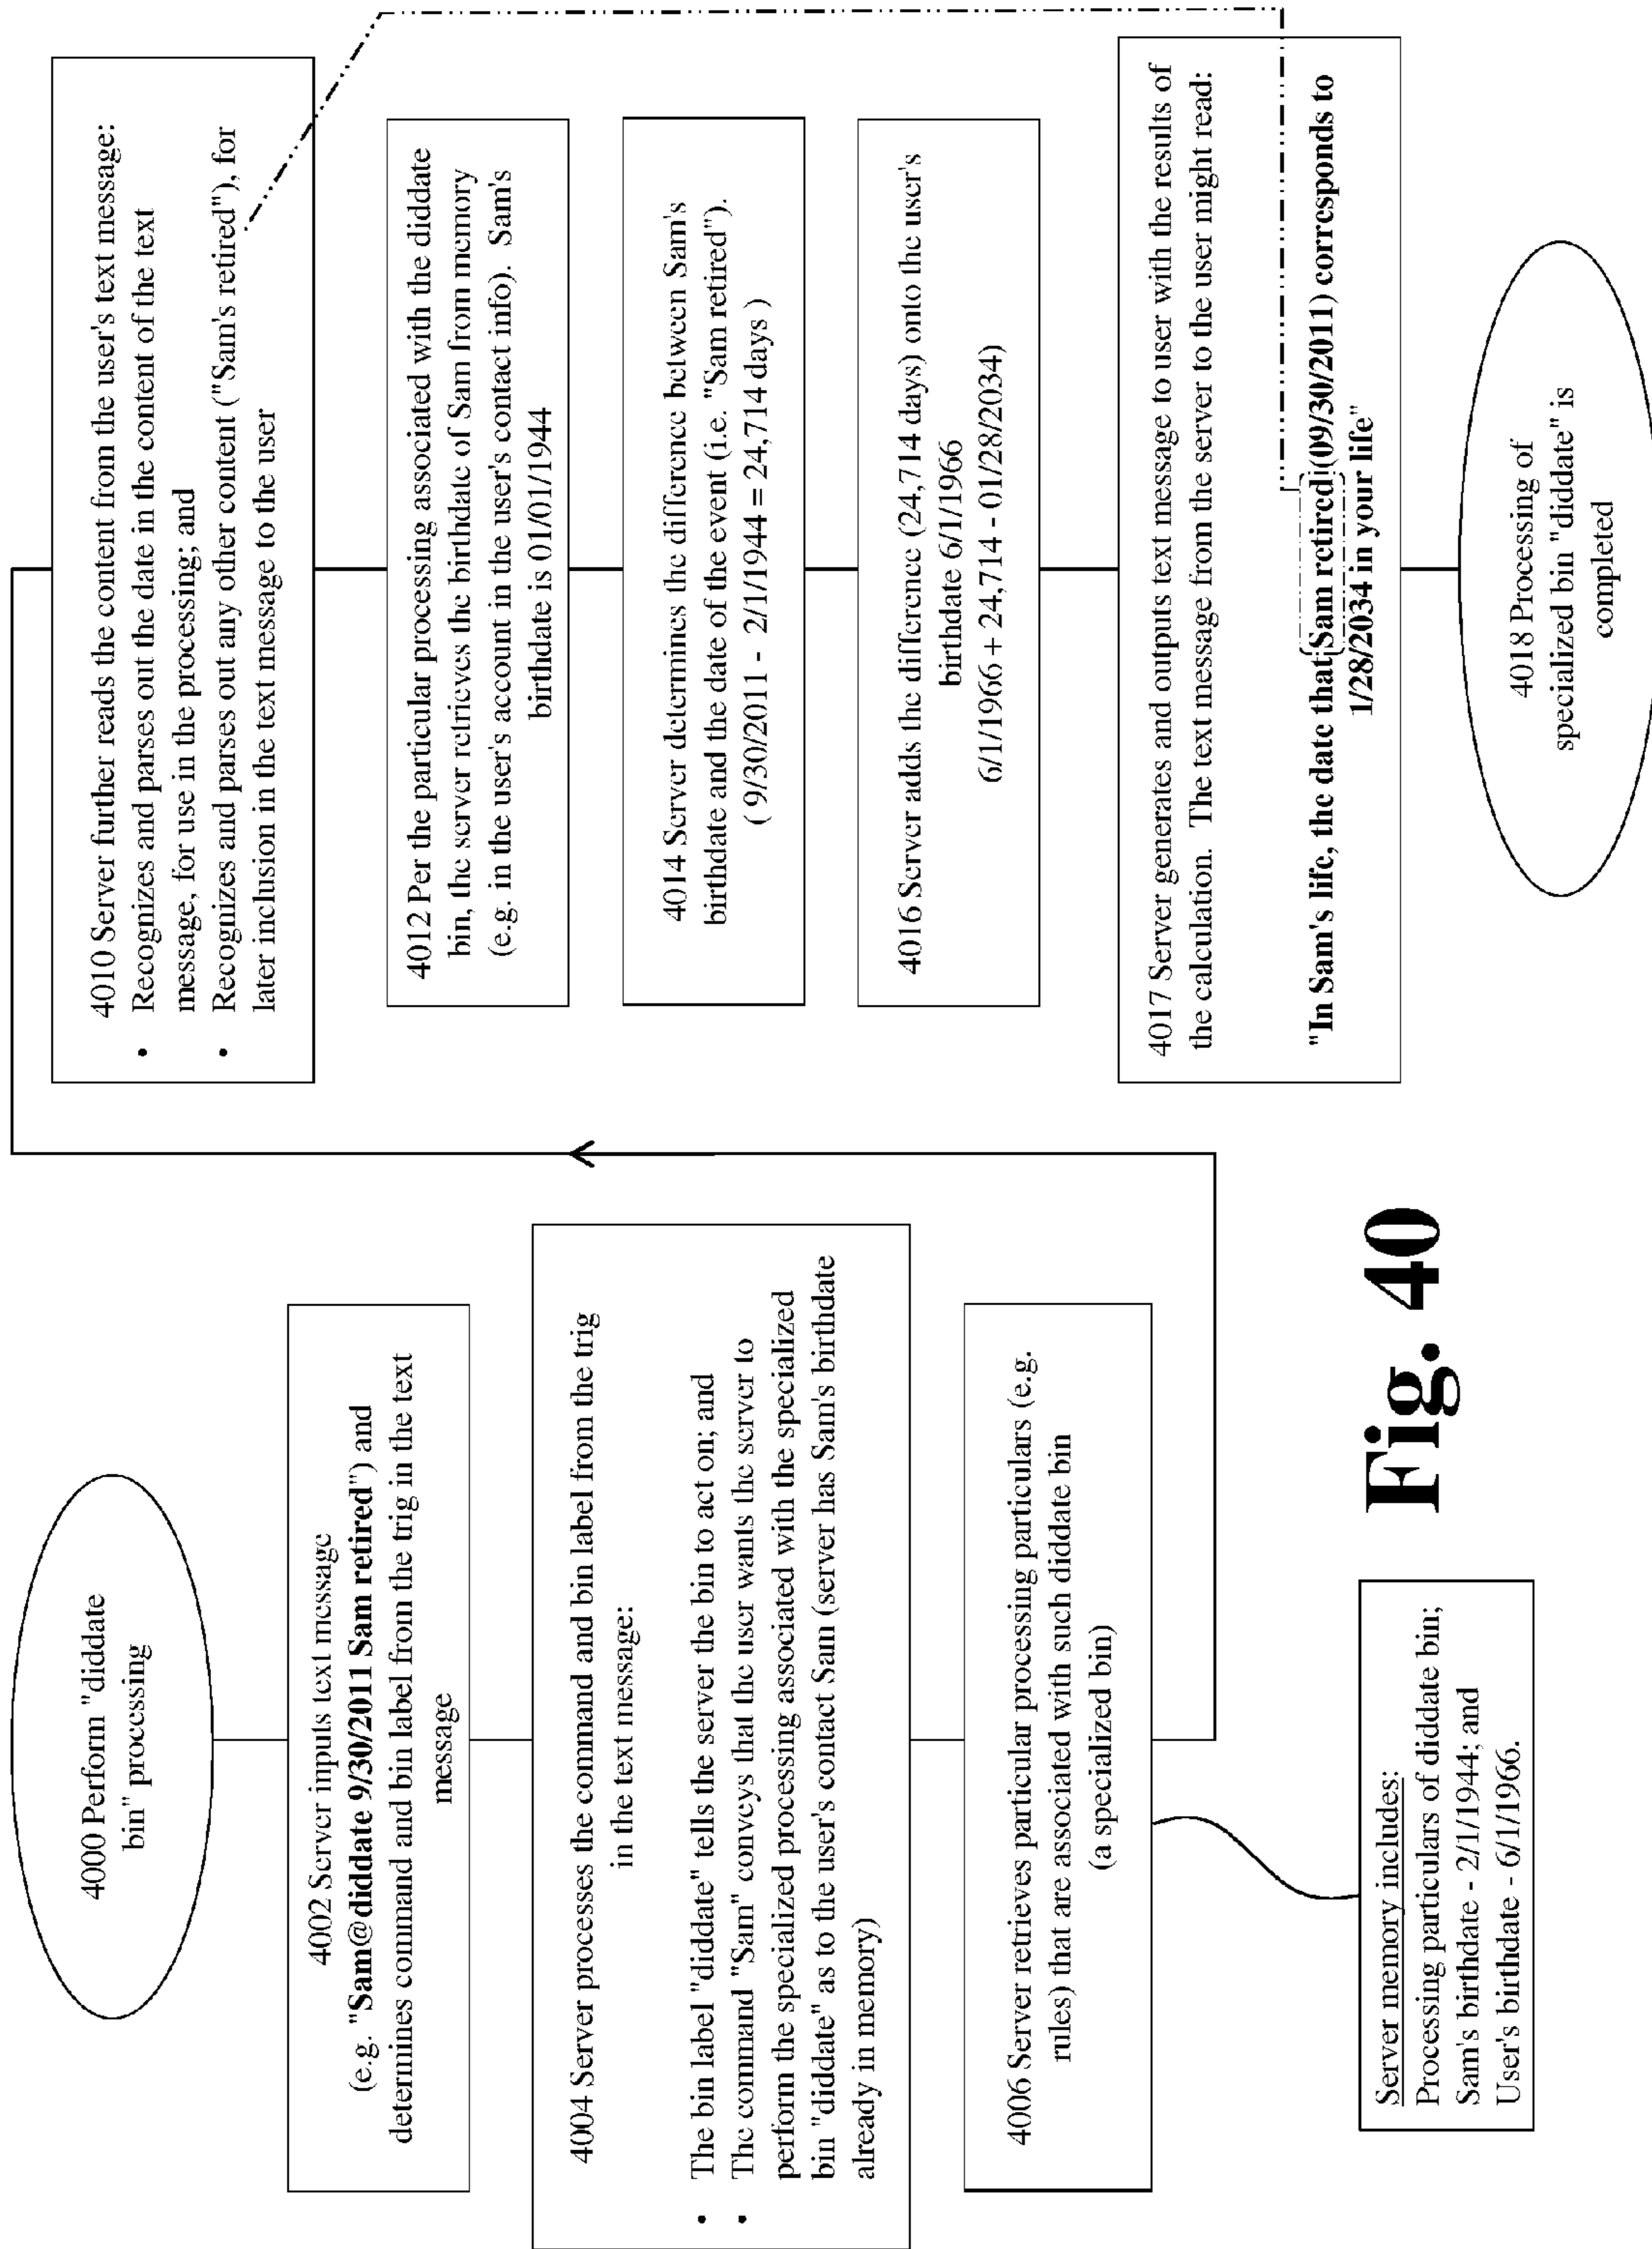 4000 Perform "diddate
bin" processing
4002 Server inputs text message
(e.g. "Sam@diddate 9/30/2011 Sam retired") and
determines command and bin label from the trig in the text
message
4004 Server processes the command and bin label from the trig
in the text message:
• The bin label "diddate" tells the server the bin to act on; and
• The command "Sam" conveys that the user wants the server to
perform the specialized processing associated with the specialized
bin "diddate" as to the user's contact Sam (server has Sam's birthdate
already in memory)
4006 Server retrieves particular processing particulars (e.g.
rules) that are associated with such diddate bin
(a specialized bin)
Server memory includes:
Processing particulars of diddate bin;
Sam's birthdate - 2/1/1944; and
User's birthdate - 6/1/1966.
Fig. 40
4010 Server further reads the content from the user's text message:
• Recognizes and parses out the date in the content of the text
message, for use in the processing; and
• Recognizes and parses out any other content ("Sam's retired"), for
later inclusion in the text message to the user
4012 Per the particular processing associated with the diddate
bin, the server retrieves the birthdate of Sam from memory
(e.g. in the user's account in the user's contact info). Sam's
birthdate is 01/01/1944
4014 Server determines the difference between Sam's
birthdate and the date of the event (i.e. "Sam retired").
( 9/30/2011 - 2/1/1944 = 24,714 days )
4016 Server adds the difference (24,714 days) onto the user's
birthdate 6/1/1966
6/1/1966 + 24,714 - 01/28/2034)
4017 Server generates and outputs text message to user with the results of
the calculation. The text message from the server to the user might read:
"In Sam's life, the date that Sam retired (09/30/2011) corresponds to
1/28/2034 in your life"
4018 Processing of
specialized bin "diddate" is
completed